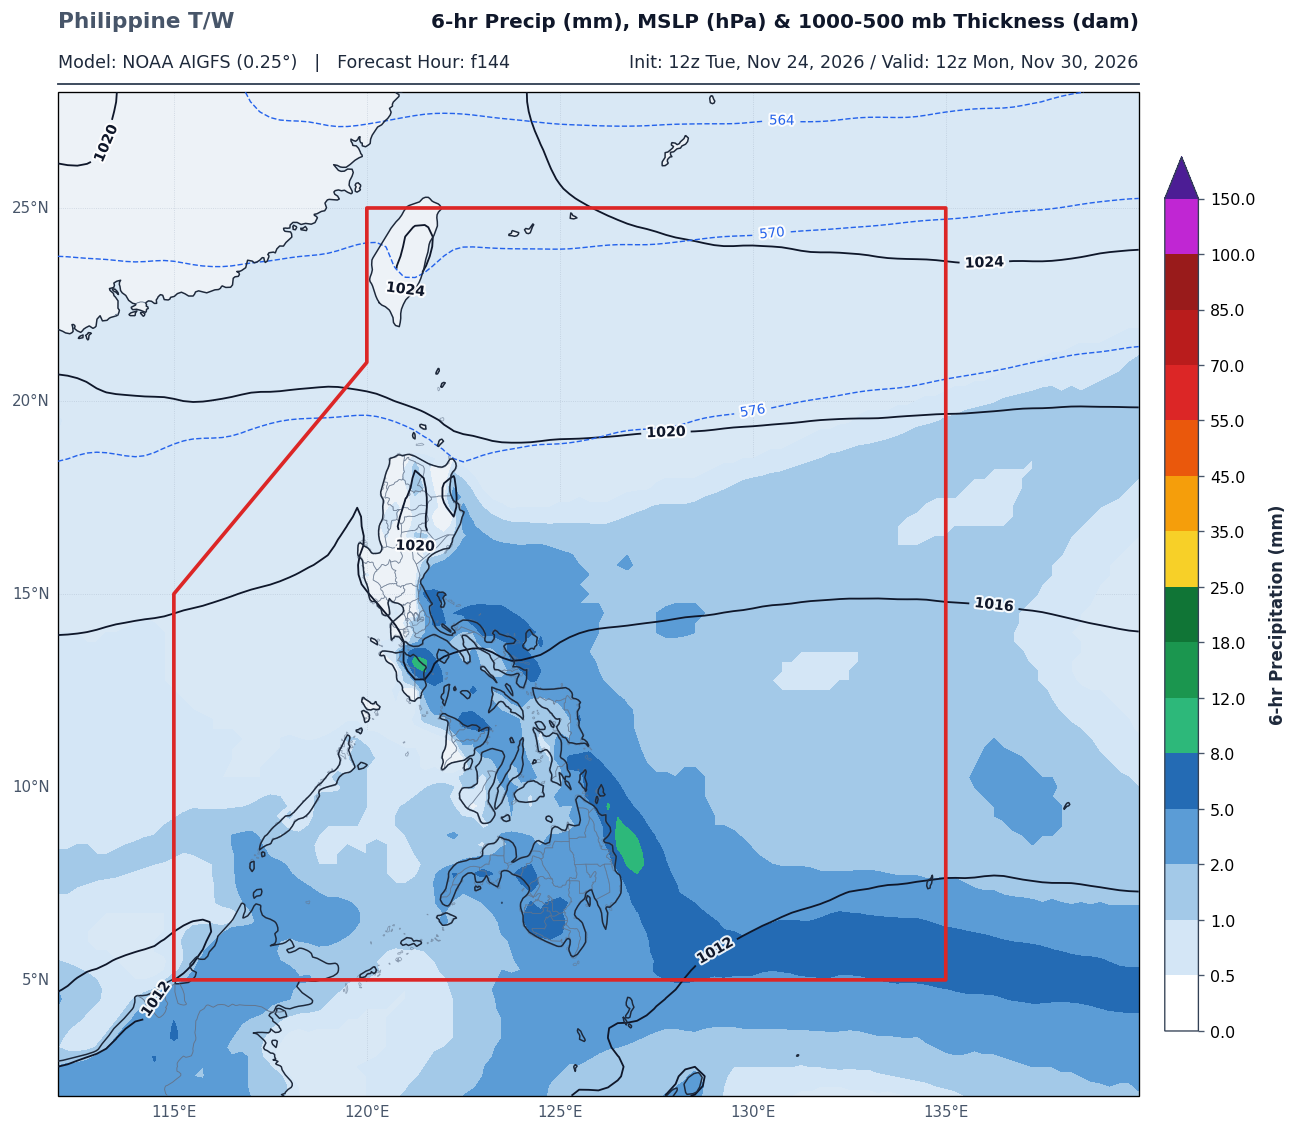 Philippine T/W
6-hr Precip (mm), MSLP (hPa) & 1000-500 mb Thickness (dam)
Model: NOAA AIGFS (0.25°) | Forecast Hour: f144
Init: 12z Tue, Nov 24, 2026 / Valid: 12z Mon, Nov 30, 2026
1020
564
570
1024
1024
576
1020
1020
1016
1012
1012
25°N
20°N
15°N
10°N
5°N
115°E
120°E
125°E
130°E
135°E
150.0
100.0
85.0
70.0
55.0
45.0
35.0
25.0
18.0
12.0
8.0
5.0
2.0
1.0
0.5
0.0
6-hr Precipitation (mm)